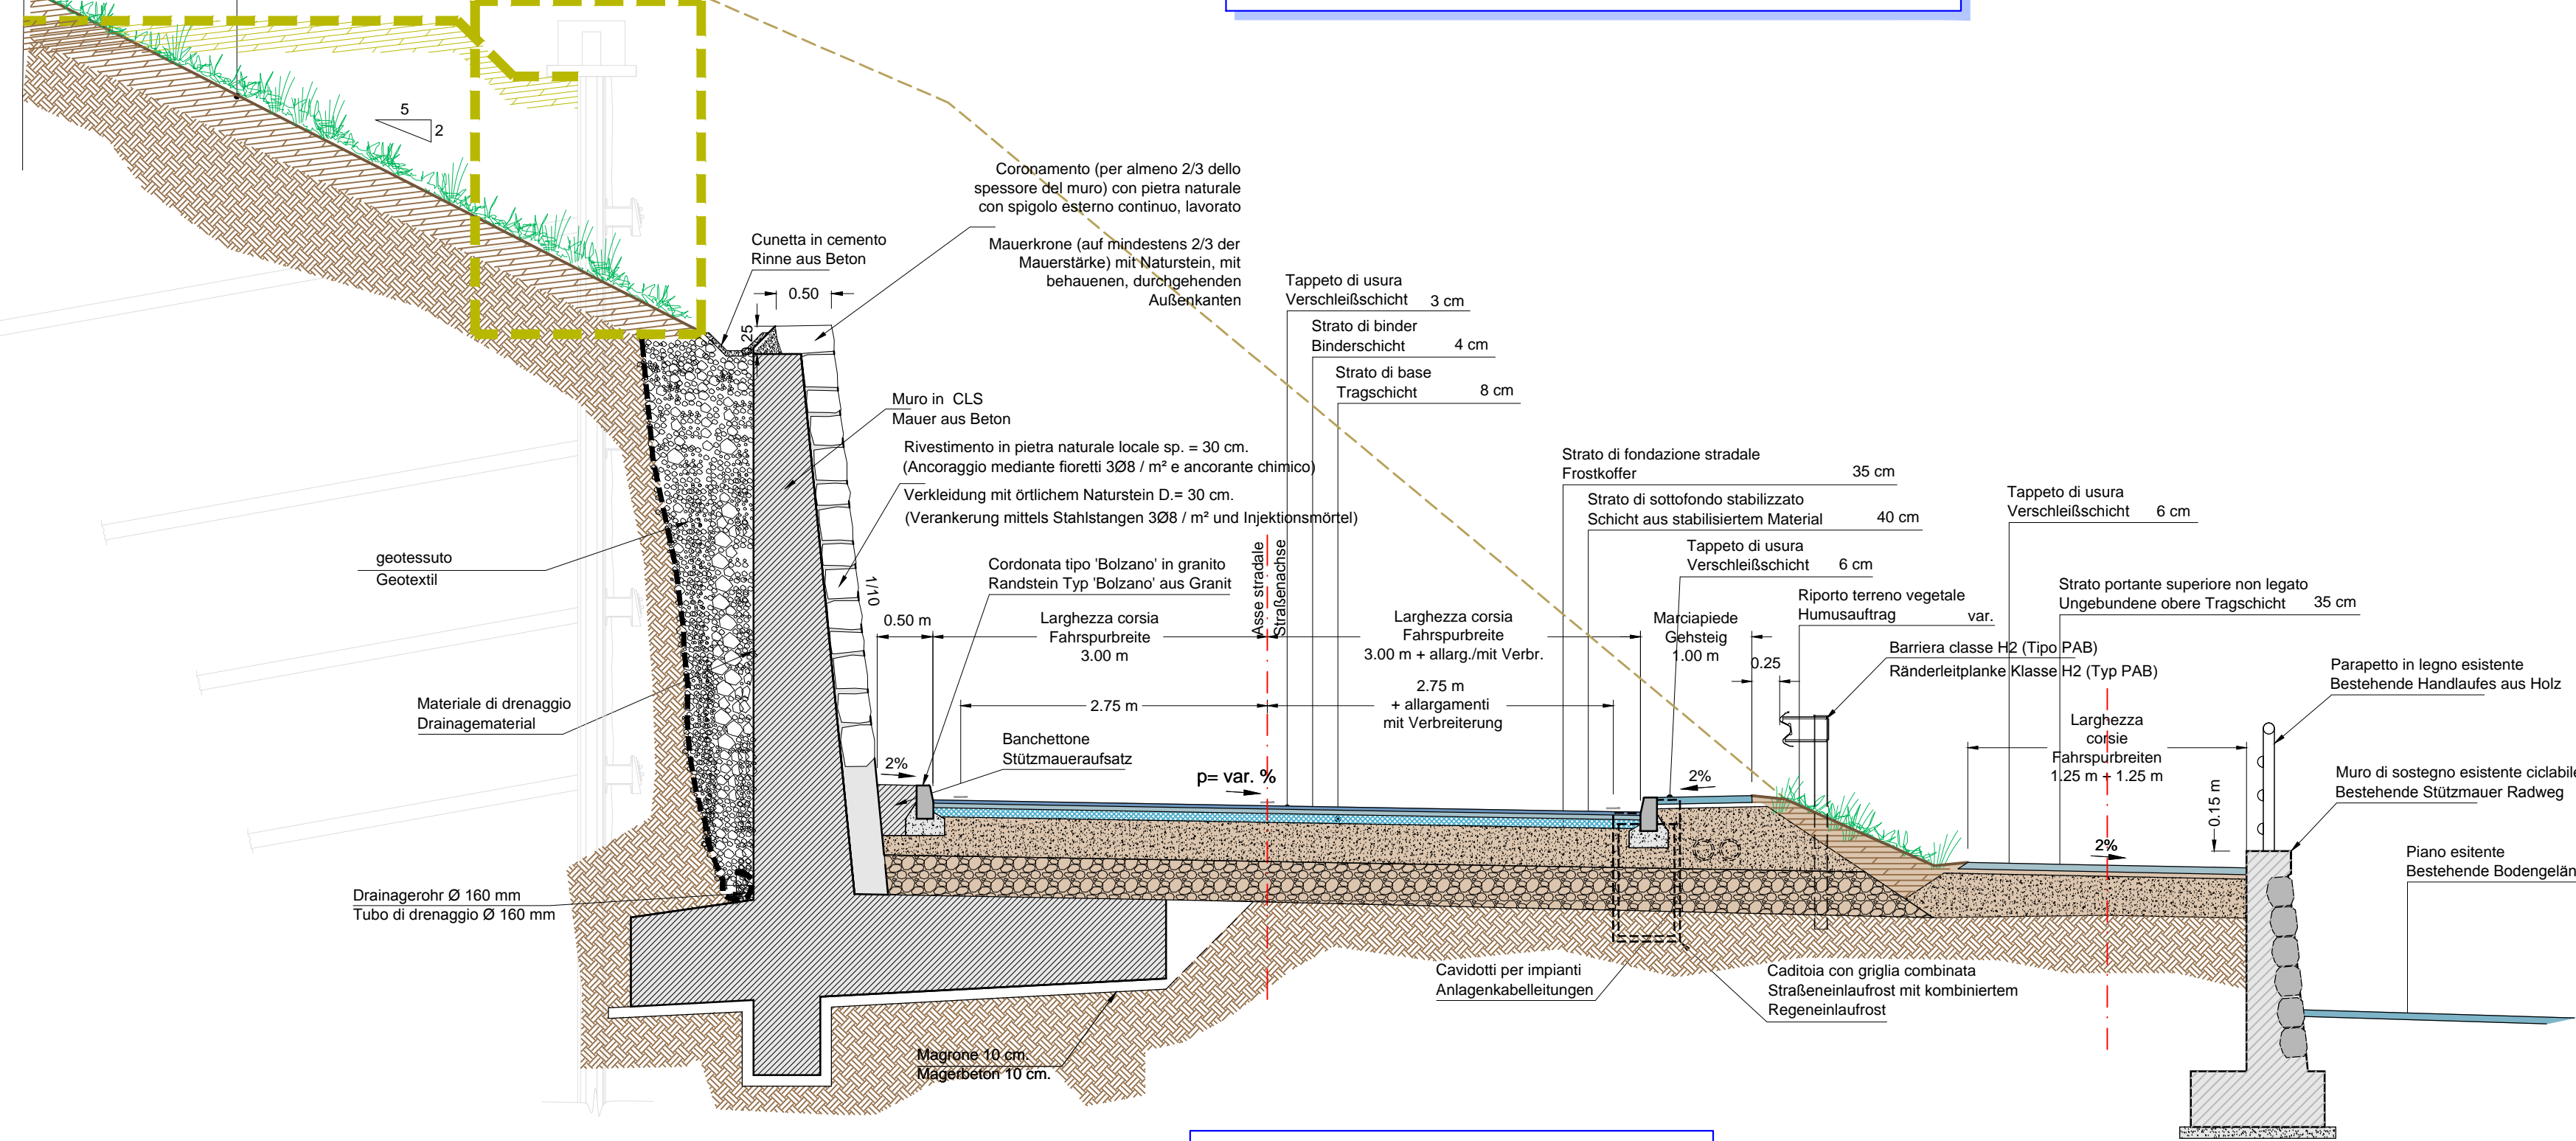 5
2
Coronamento (per almeno 2/3 dello
spessore del muro) con pietra naturale
con spigolo esterno continuo, lavorato
Mauerkrone (auf mindestens 2/3 der
Mauerstärke) mit Naturstein, mit
behauenen, durchgehenden
Außenkanten
Cunetta in cemento
Rinne aus Beton
0.50
0.25
Tappeto di usura
Verschleißschicht 3 cm
Strato di binder
Binderschicht 4 cm
Strato di base
Tragschicht 8 cm
Muro in CLS
Mauer aus Beton
Rivestimento in pietra naturale locale sp. = 30 cm.
(Ancoraggio mediante fioretti 3Ø8 / m² e ancorante chimico)
Verkleidung mit örtlichem Naturstein D.= 30 cm.
(Verankerung mittels Stahlstangen 3Ø8 / m² und Injektionsmörtel)
Strato di fondazione stradale
Frostkoffer 35 cm
Strato di sottofondo stabilizzato
Schicht aus stabilisiertem Material 40 cm
Tappeto di usura
Verschleißschicht 6 cm
Tappeto di usura
Verschleißschicht 6 cm
geotessuto
Geotextil
Cordonata tipo 'Bolzano' in granito
Randstein Typ 'Bolzano' aus Granit
1/10
Asse stradale
Straßenachse
Strato portante superiore non legato
Ungebundene obere Tragschicht 35 cm
Riporto terreno vegetale
Humusauftrag var.
0.50 m
Larghezza corsia
Fahrspurbreite
3.00 m
Larghezza corsia
Fahrspurbreite
3.00 m + allarg./mit Verbr.
Marciapiede
Gehsteig
1.00 m
0.25
Barriera classe H2 (Tipo PAB)
Ränderleitplanke Klasse H2 (Typ PAB)
Parapetto in legno esistente
Bestehende Handlaufes aus Holz
Materiale di drenaggio
Drainagematerial
2.75 m
2.75 m
+ allargamenti
mit Verbreiterung
Larghezza
corsie
Fahrspurbreiten
1.25 m + 1.25 m
Banchettone
Stützmaueraufsatz
2%
p= var. %
2%
0.15 m
Muro di sostegno esistente ciclabile
Bestehende Stützmauer Radweg
2%
Piano esitente
Bestehende Bodengelän
Drainagerohr Ø 160 mm
Tubo di drenaggio Ø 160 mm
Cavidotti per impianti
Anlagenkabelleitungen
Caditoia con griglia combinata
Straßeneinlaufrost mit kombiniertem
Regeneinlaufrost
Magrone 10 cm.
Magerbeton 10 cm.